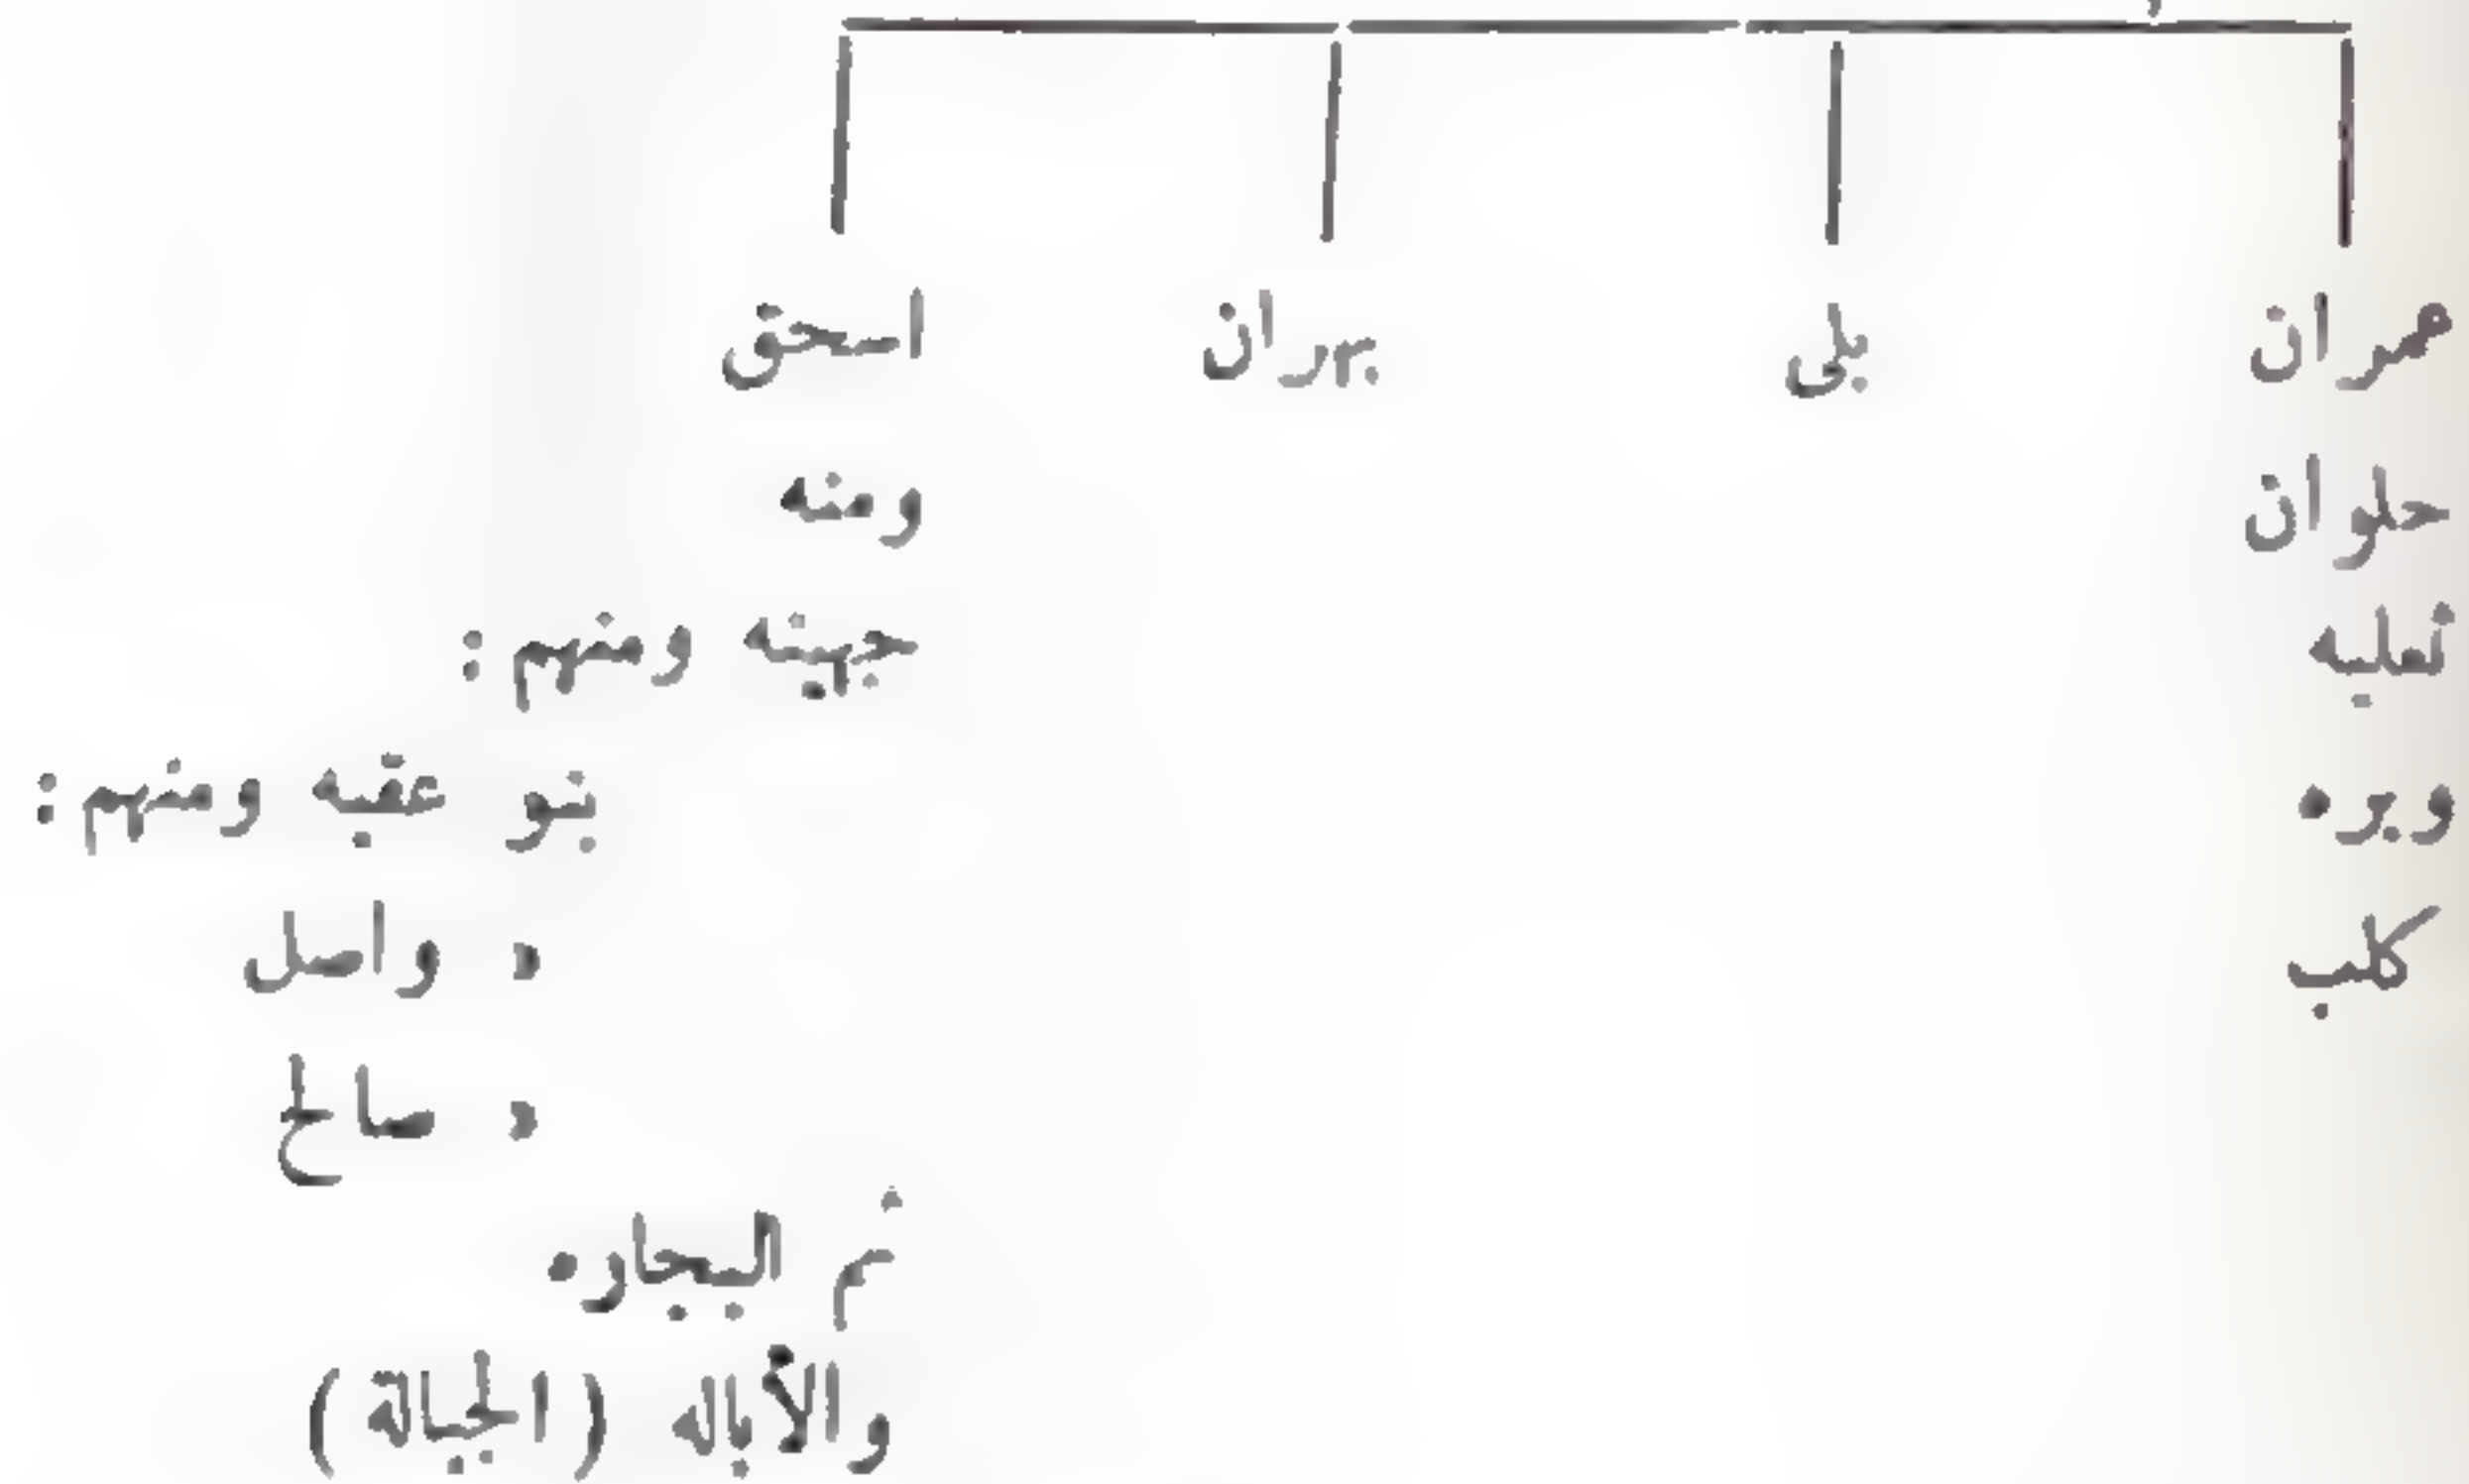 مران بلى بهران اسحق
حلوان ومنه
ثعلبه جهينه ومنهم :
وبره بنو عقبه ومنهم :
كلب د واصل
د صالح
ثم البجاره
والأباله ( الجبالة )